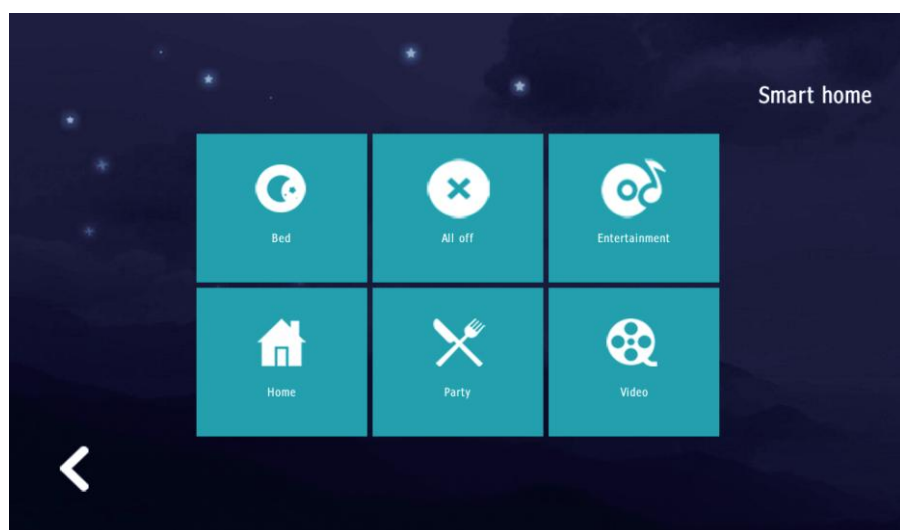 Smart home
Bed
All off
Entertainment
Home
Party
Video